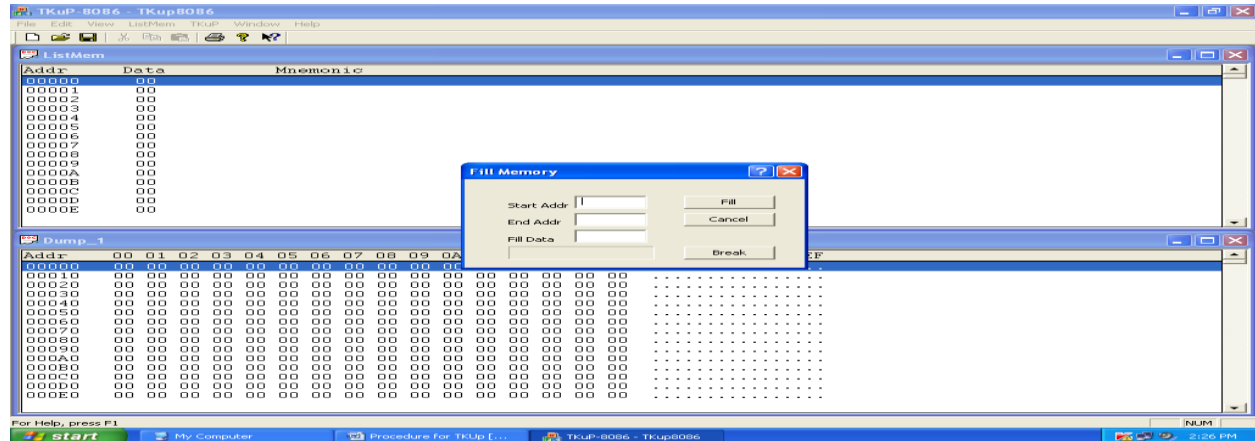 TKuP-8086 - TKup8086
File Edit View ListMem TKuP Window Help
ListMem
Addr Data Mnemonic
00000 00
00001 00
00002 00
00003 00
00004 00
00005 00
00006 00
00007 00
00008 00
00009 00
0000A 00
0000B 00
0000C 00
0000D 00
0000E 00
Fill Memory
Start Addr Fill
End Addr Cancel
Fill Data
Break
Dump_1
Addr 00 01 02 03 04 05 06 07 08 09 0A EF
00000 00 00 00 00 00 00 00 00 00 00 00 ..
00010 00 00 00 00 00 00 00 00 00 00 00 00 00 00 00 00 ................
00020 00 00 00 00 00 00 00 00 00 00 00 00 00 00 00 00 ................
00030 00 00 00 00 00 00 00 00 00 00 00 00 00 00 00 00 ................
00040 00 00 00 00 00 00 00 00 00 00 00 00 00 00 00 00 ................
00050 00 00 00 00 00 00 00 00 00 00 00 00 00 00 00 00 ................
00060 00 00 00 00 00 00 00 00 00 00 00 00 00 00 00 00 ................
00070 00 00 00 00 00 00 00 00 00 00 00 00 00 00 00 00 ................
00080 00 00 00 00 00 00 00 00 00 00 00 00 00 00 00 00 ................
00090 00 00 00 00 00 00 00 00 00 00 00 00 00 00 00 00 ................
000A0 00 00 00 00 00 00 00 00 00 00 00 00 00 00 00 00 ................
000B0 00 00 00 00 00 00 00 00 00 00 00 00 00 00 00 00 ................
000C0 00 00 00 00 00 00 00 00 00 00 00 00 00 00 00 00 ................
000D0 00 00 00 00 00 00 00 00 00 00 00 00 00 00 00 00 ................
000E0 00 00 00 00 00 00 00 00 00 00 00 00 00 00 00 00 ................
For Help, press F1 NUM
start My Computer Procedure for TKUp [... TKuP-8086 - TKup8086 2:26 PM